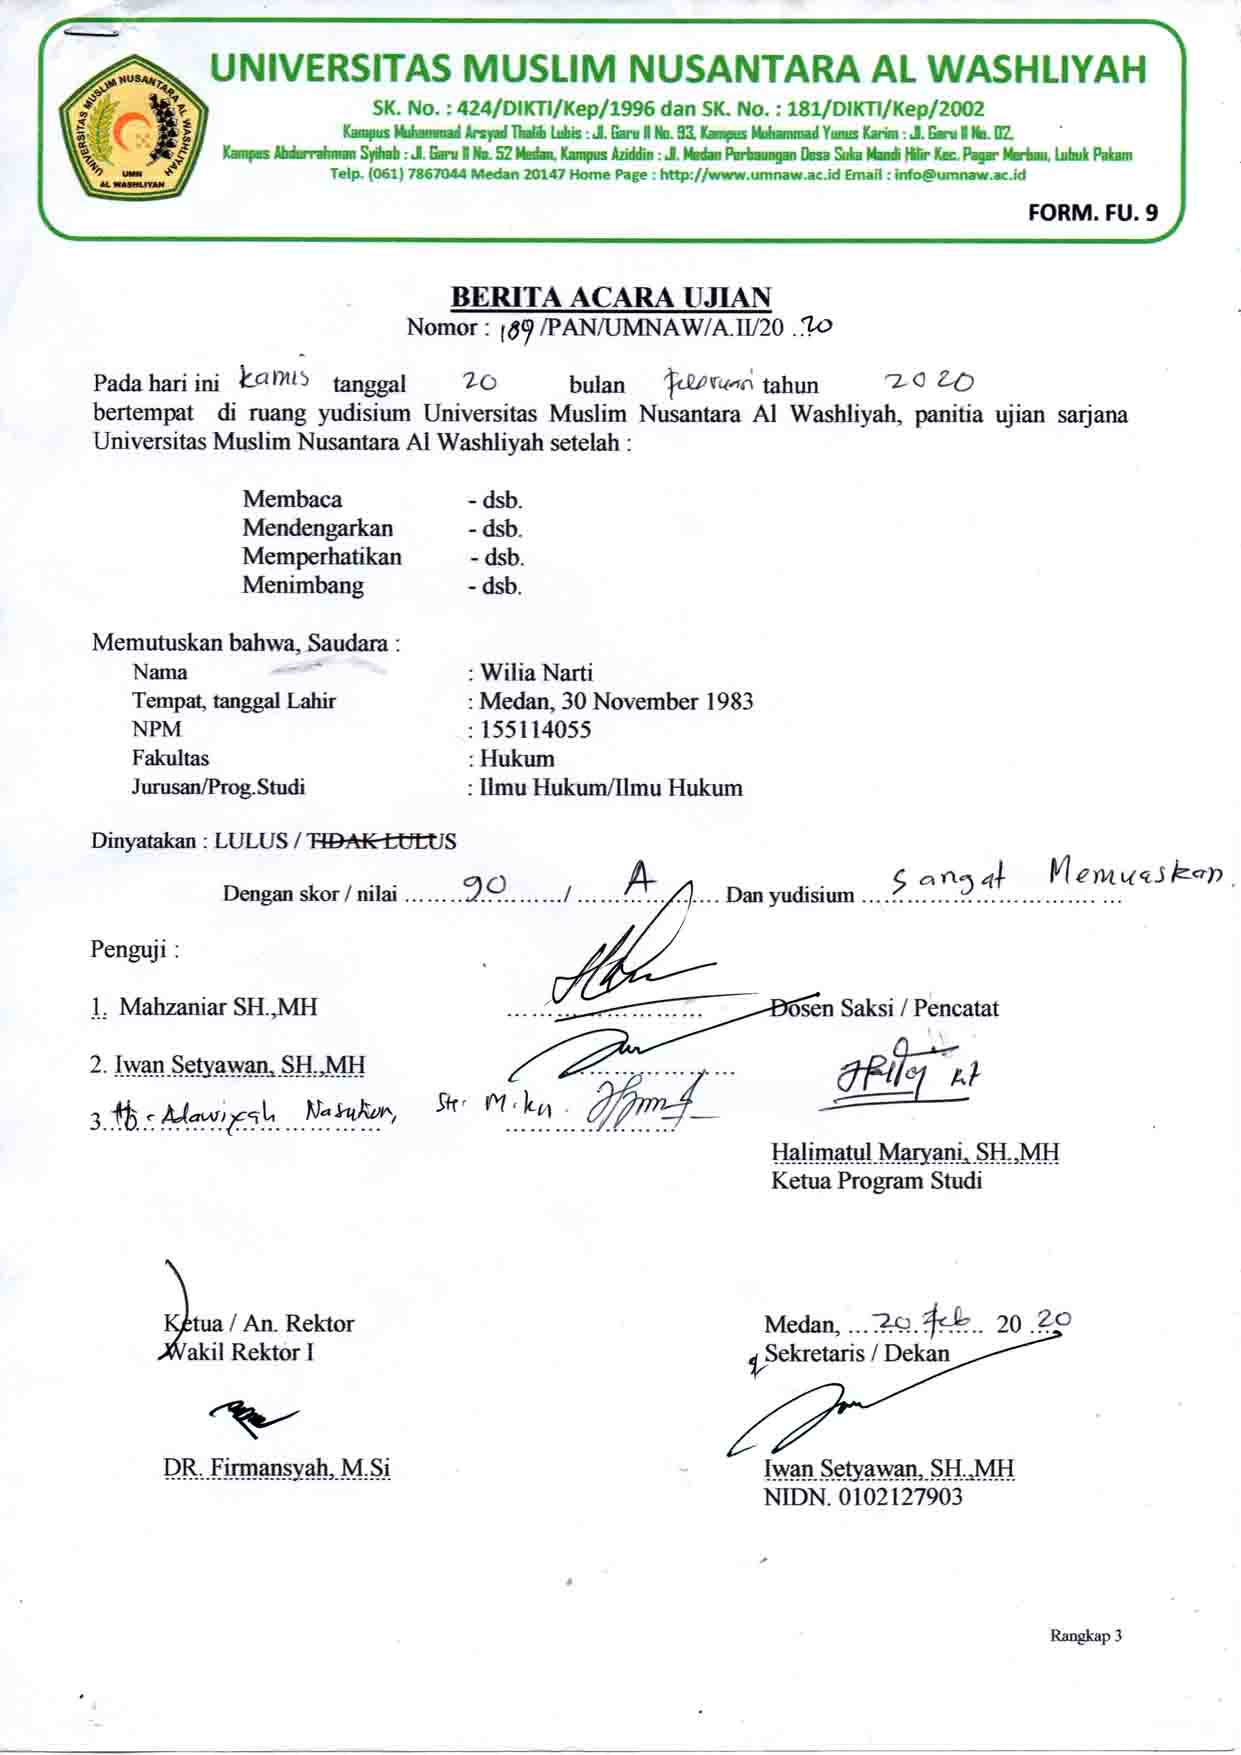 UNIVERSITAS MUSLIM NUSANTARA AL WASHLIYAH
SK. No. : 424/DIKTI/Kep/1996 dan SK. No. : 181/DIKTI/Kep/2002
Kampus Muhammad Arsyad Thalib Lubis : Jl. Garu II No. 93, Kampus Muhammad Yunus Karim : Jl. Garu II No. 02,
Kampus Abdurrahman Syihab : Jl. Garu II No. 52 Medan, Kampus Aziddin : Jl. Medan Perbaungan Desa Suka Mandi Hilir Kec. Pagar Merbau, Lubuk Pakam
Telp. (061) 7867044 Medan 20147 Home Page : http://www.umnaw.ac.id Email : info@umnaw.ac.id
UNIVERSITAS MUSLIM NUSANTARA AL WASHLIYAH
UMN
AL WASHLIYAN
FORM. FU. 9
BERITA ACARA UJIAN
Nomor : 189 /PAN/UMNAW/A.II/20 ..20
Pada hari ini kamis tanggal 20 bulan februari tahun 2020
bertempat di ruang yudisium Universitas Muslim Nusantara Al Washliyah, panitia ujian sarjana
Universitas Muslim Nusantara Al Washliyah setelah :
Membaca - dsb.
Mendengarkan - dsb.
Memperhatikan - dsb.
Menimbang - dsb.
Memutuskan bahwa, Saudara :
Nama : Wilia Narti
Tempat, tanggal Lahir : Medan, 30 November 1983
NPM : 155114055
Fakultas : Hukum
Jurusan/Prog.Studi : Ilmu Hukum/Ilmu Hukum
Dinyatakan : LULUS / TIDAK LULUS
Dengan skor / nilai 90 / A Dan yudisium Sangat Memuaskan.
Penguji :
1. Mahzaniar SH.,MH
Dosen Saksi / Pencatat
2. Iwan Setyawan, SH.,MH
3. Hj. Adawiyah Nasution, SH. M.kn.
Halimatul Maryani, SH.,MH
Ketua Program Studi
Ketua / An. Rektor
Wakil Rektor I
Medan, 20 Feb 20 20
Sekretaris / Dekan
DR. Firmansyah, M.Si
Iwan Setyawan, SH.,MH
NIDN. 0102127903
Rangkap 3